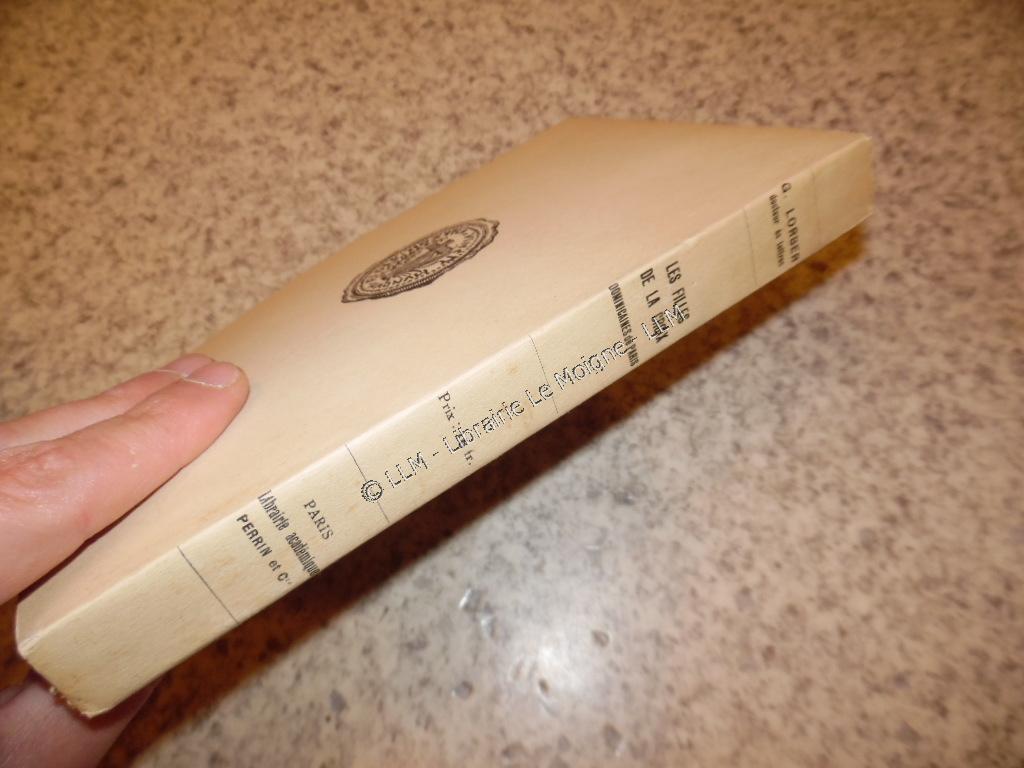 G. LORBER
docteur ès lettres
LES FILLES
DE LA CROIX
DOMINICAINES DE PARIS
Prix
fr.
PARIS
Librairie académique
PERRIN et Cie
© LLM - Librairie Le Moigne - LLM